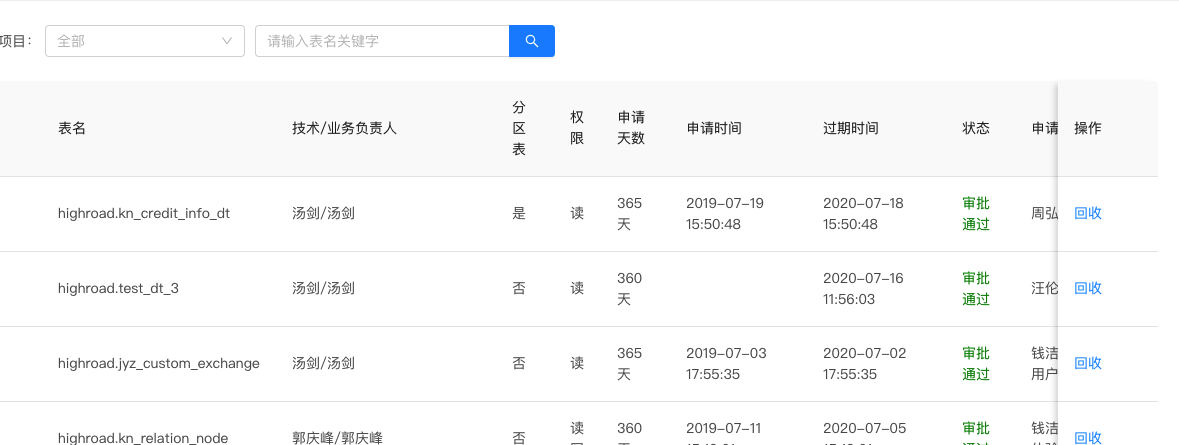 项目： 全部 请输入表名关键字
表名 技术/业务负责人 分区表 权限 申请天数 申请时间 过期时间 状态 申请 操作
highroad.kn_credit_info_dt 汤剑/汤剑 是 读 365天 2019-07-19 15:50:48 2020-07-18 15:50:48 审批通过 周弘 回收
highroad.test_dt_3 汤剑/汤剑 否 读 360天 2020-07-16 11:56:03 审批通过 汪伦 回收
highroad.jyz_custom_exchange 汤剑/汤剑 否 读 365天 2019-07-03 17:55:35 2020-07-02 17:55:35 审批通过 钱洁用户 回收
highroad.kn_relation_node 郭庆峰/郭庆峰 否 读 360 2019-07-11 2020-07-05 审批 钱洁 回收